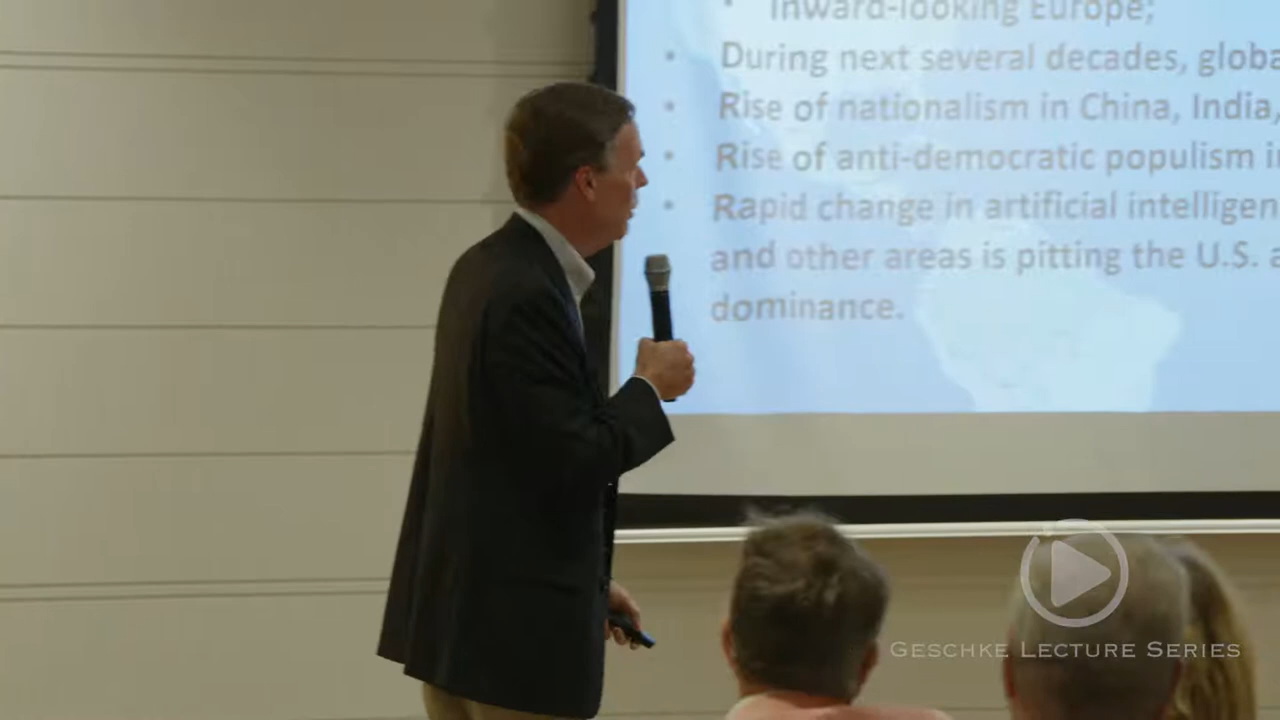 Inward-looking Europe;
During next several decades, globa
Rise of nationalism in China, India,
Rise of anti-democratic populism i
Rapid change in artificial intelligen
and other areas is pitting the U.S. a
dominance.
GESCHKE LECTURE SERIES